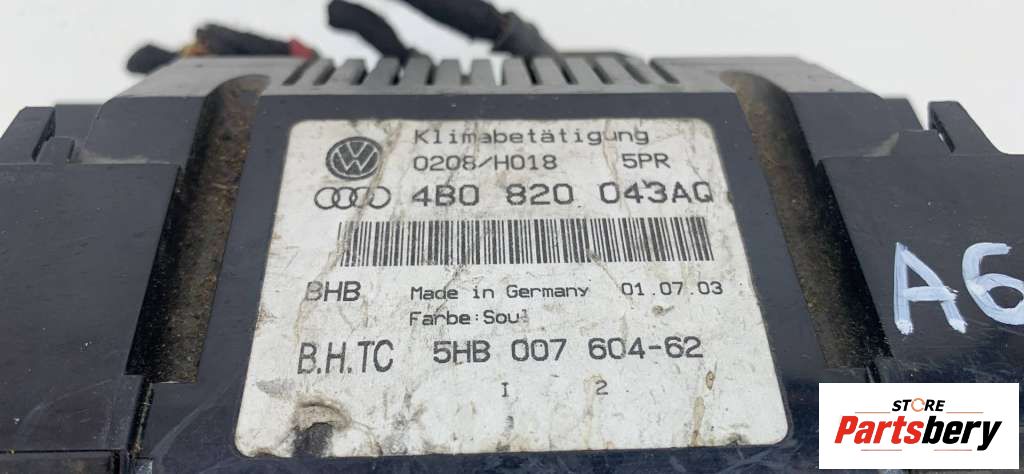 Klimabetätigung
0208/H018 5PR
4B0 820 043AQ
BHB Made in Germany 01.07.03
Farbe:Soul
B.H.TC 5HB 007 604-62
I 2
A6
STORE
Partsbery